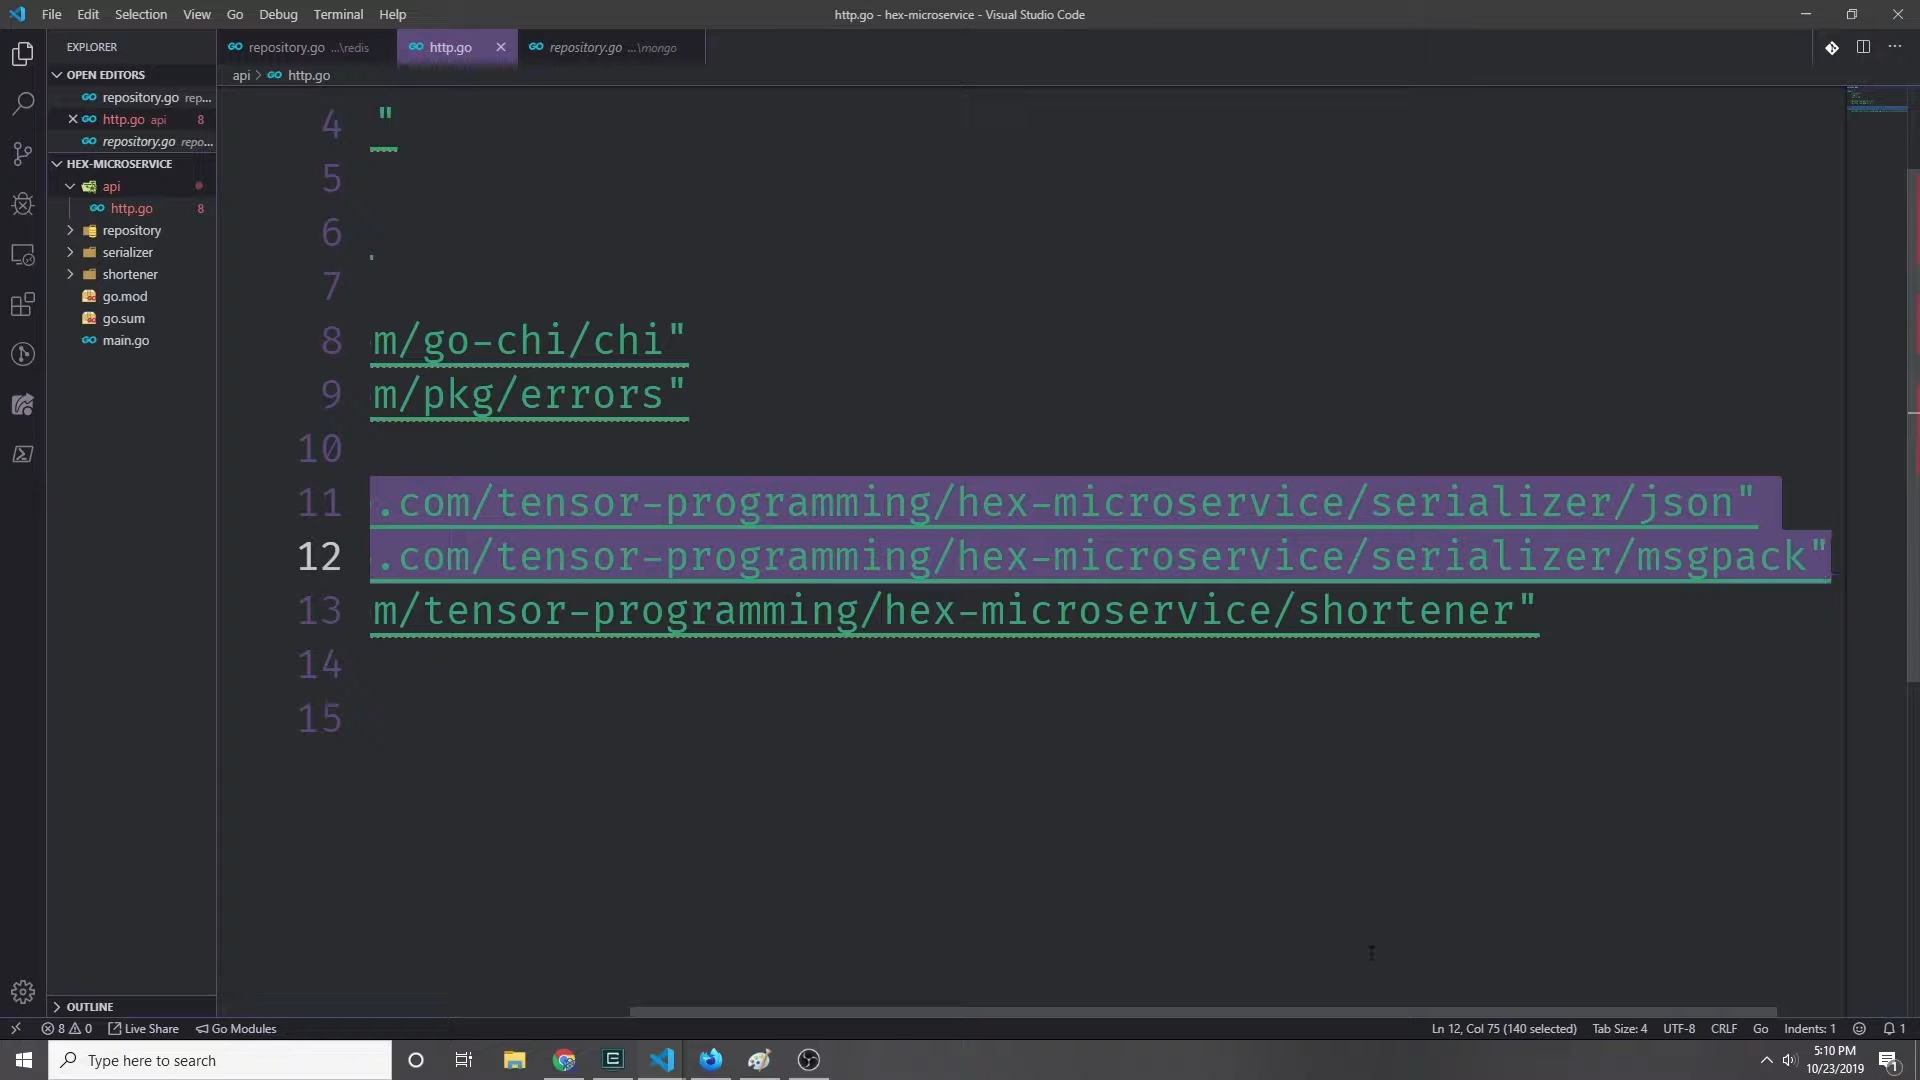 File Edit Selection View Go Debug Terminal Help
http.go - hex-microservice - Visual Studio Code
EXPLORER
repository.go ...\redis
http.go
repository.go ...\mongo
OPEN EDITORS
api > http.go
repository.go rep...
http.go api 8
repository.go repo...
HEX-MICROSERVICE
api
http.go 8
repository
serializer
shortener
go.mod
go.sum
main.go
4 "
5
6
7
8 m/go-chi/chi"
9 m/pkg/errors"
10
11 .com/tensor-programming/hex-microservice/serializer/json"
12 .com/tensor-programming/hex-microservice/serializer/msgpack"
13 m/tensor-programming/hex-microservice/shortener"
14
15
OUTLINE
8 0 Live Share Go Modules
Ln 12, Col 75 (140 selected) Tab Size: 4 UTF-8 CRLF Go Indents: 1 1
Type here to search
5:10 PM
10/23/2019
1